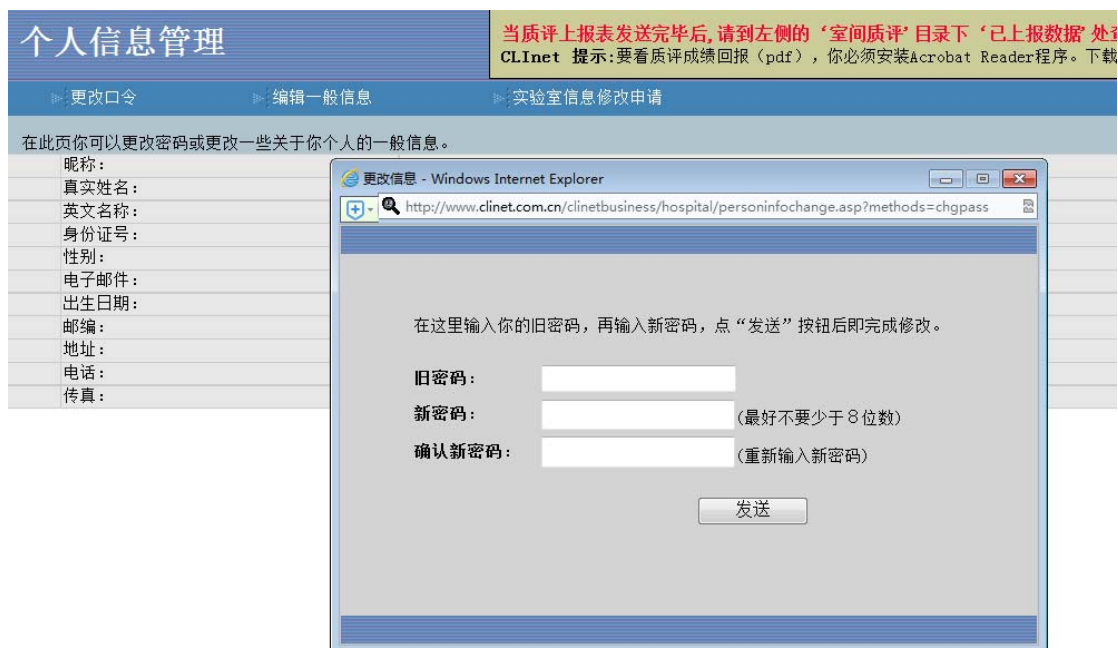 个人信息管理
当质评上报表发送完毕后,请到左侧的‘室间质评’目录下‘已上报数据’处
CLInet 提示:要看质评成绩回报（pdf），你必须安装Acrobat Reader程序。下载
更改口令
编辑一般信息
实验室信息修改申请
在此页你可以更改密码或更改一些关于你个人的一般信息。
昵称：
真实姓名：
英文名称：
身份证号：
性别：
电子邮件：
出生日期：
邮编：
地址：
电话：
传真：
更改信息 - Windows Internet Explorer
http://www.clinet.com.cn/clinetbusiness/hospital/personinfochange.asp?methods=chgpass
在这里输入你的旧密码，再输入新密码，点“发送”按钮后即完成修改。
旧密码：
新密码：
(最好不要少于８位数)
确认新密码：
(重新输入新密码)
发送